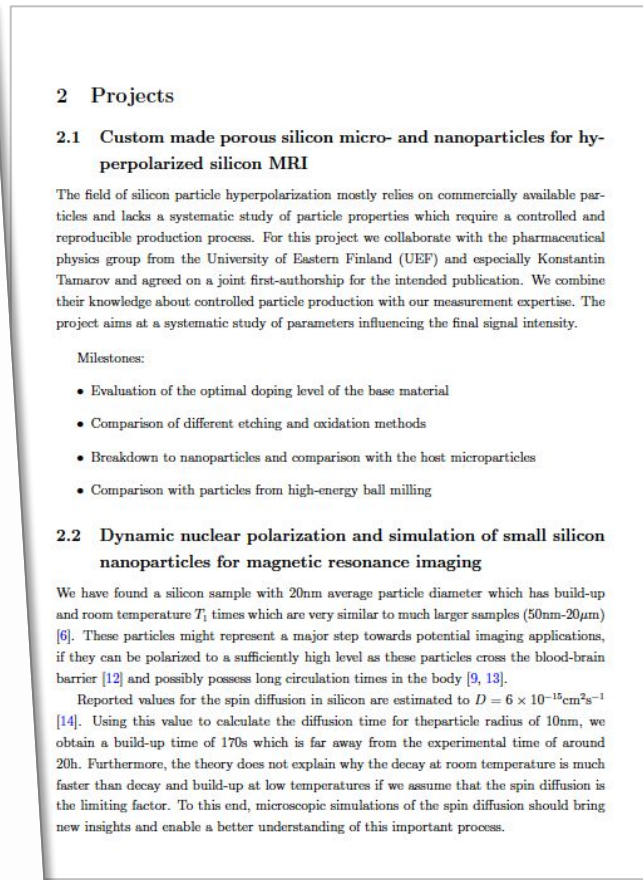 2 Projects
2.1 Custom made porous silicon micro- and nanoparticles for hy-
perpolarized silicon MRI
The field of silicon particle hyperpolarization mostly relies on commercially available par-
ticles and lacks a systematic study of particle properties which require a controlled and
reproducible production process. For this project we collaborate with the pharmaceutical
physics group from the University of Eastern Finland (UEF) and especially Konstantin
Tamarov and agreed on a joint first-authorship for the intended publication. We combine
their knowledge about controlled particle production with our measurement expertise. The
project aims at a systematic study of parameters influencing the final signal intensity.
Milestones:
• Evaluation of the optimal doping level of the base material
• Comparison of different etching and oxidation methods
• Breakdown to nanoparticles and comparison with the host microparticles
• Comparison with particles from high-energy ball milling
2.2 Dynamic nuclear polarization and simulation of small silicon
nanoparticles for magnetic resonance imaging
We have found a silicon sample with 20nm average particle diameter which has build-up
and room temperature T₁ times which are very similar to much larger samples (50nm-20μm)
[6]. These particles might represent a major step towards potential imaging applications,
if they can be polarized to a sufficiently high level as these particles cross the blood-brain
barrier [12] and possibly possess long circulation times in the body [9, 13].
Reported values for the spin diffusion in silicon are estimated to D = 6 × 10⁻¹⁵cm²s⁻¹
[14]. Using this value to calculate the diffusion time for theparticle radius of 10nm, we
obtain a build-up time of 170s which is far away from the experimental time of around
20h. Furthermore, the theory does not explain why the decay at room temperature is much
faster than decay and build-up at low temperatures if we assume that the spin diffusion is
the limiting factor. To this end, microscopic simulations of the spin diffusion should bring
new insights and enable a better understanding of this important process.